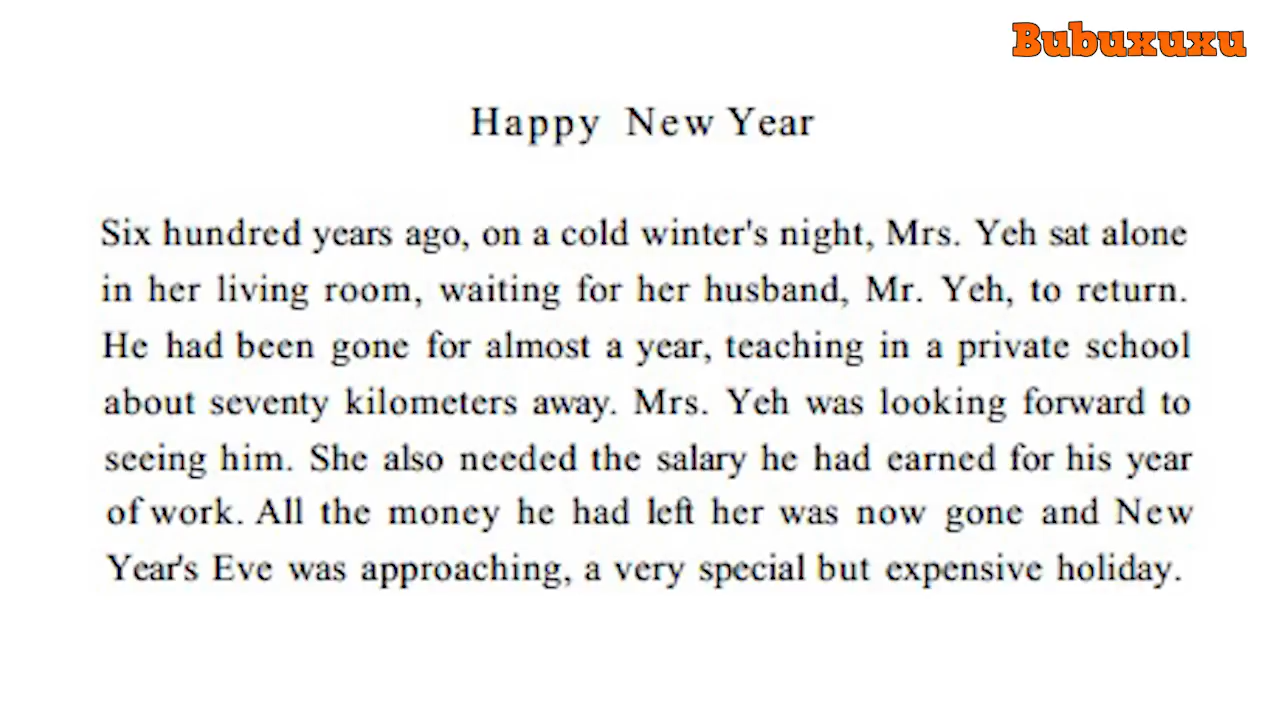 Bubuxuxu
Happy New Year
Six hundred years ago, on a cold winter's night, Mrs. Yeh sat alone
in her living room, waiting for her husband, Mr. Yeh, to return.
He had been gone for almost a year, teaching in a private school
about seventy kilometers away. Mrs. Yeh was looking forward to
seeing him. She also needed the salary he had earned for his year
of work. All the money he had left her was now gone and New
Year's Eve was approaching, a very special but expensive holiday.